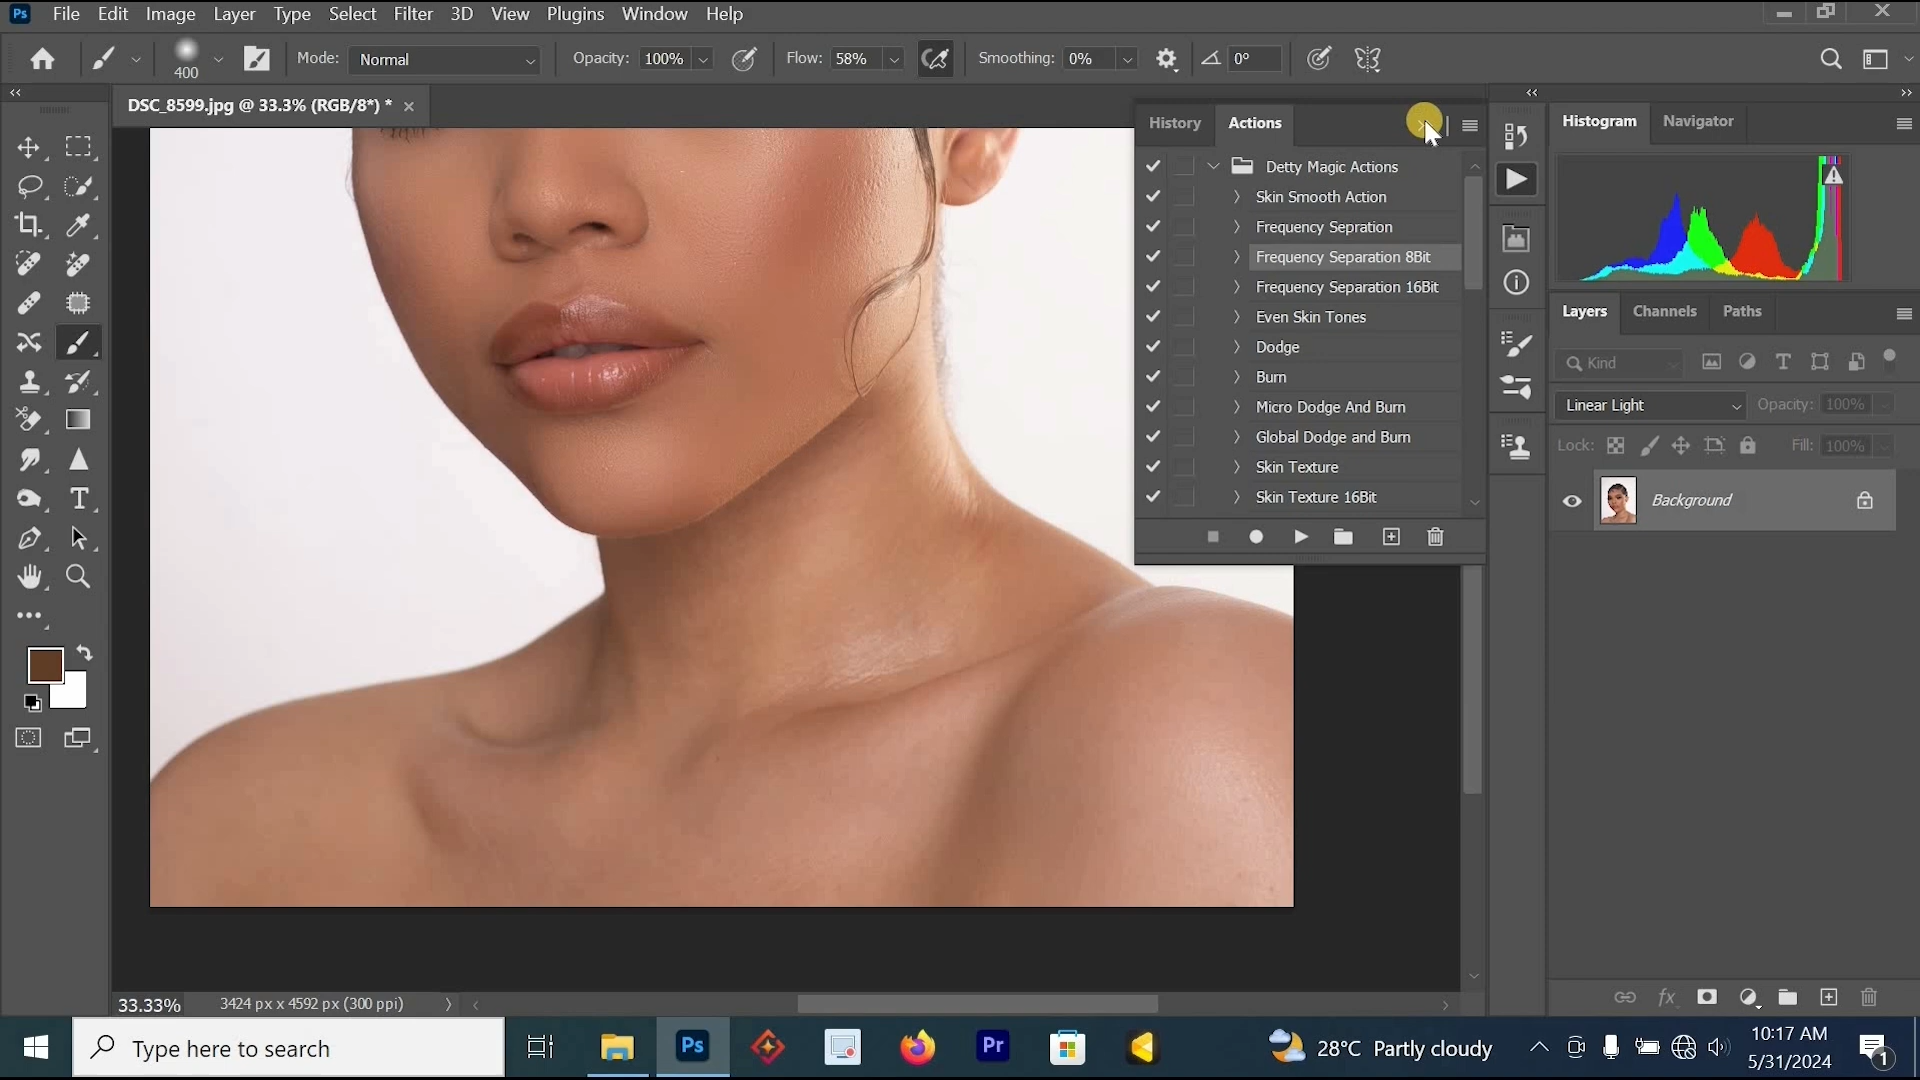 Ps File Edit Image Layer Type Select Filter 3D View Plugins Window Help
400 Mode: Normal Opacity: 100% Flow: 58% Smoothing: 0% 0°
DSC_8599.jpg @ 33.3% (RGB/8*) *
History Actions
Detty Magic Actions
Skin Smooth Action
Frequency Sepration
Frequency Separation 8Bit
Frequency Separation 16Bit
Even Skin Tones
Dodge
Burn
Micro Dodge And Burn
Global Dodge and Burn
Skin Texture
Skin Texture 16Bit
Histogram Navigator
Layers Channels Paths
Kind
Linear Light Opacity: 100%
Lock: Fill: 100%
Background
fx
33.33% 3424 px x 4592 px (300 ppi)
Type here to search
Ps Pr
28°C Partly cloudy
10:17 AM
5/31/2024
1